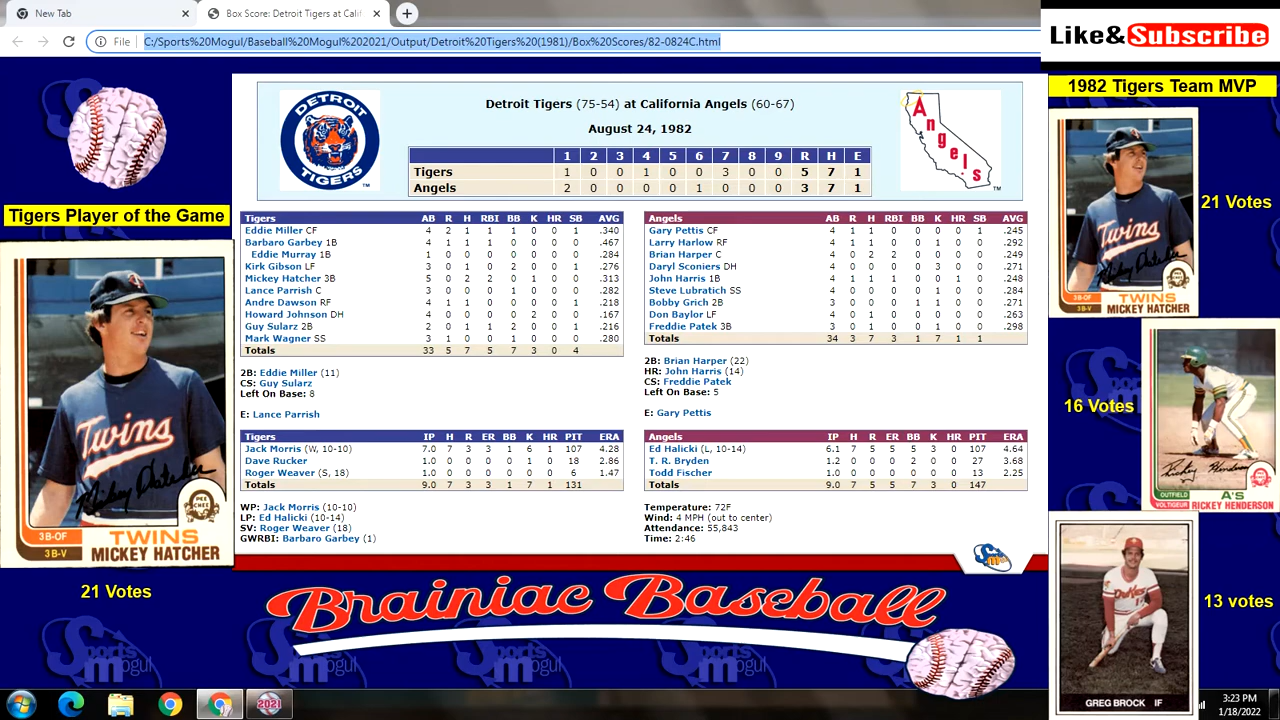 New Tab
Box Score: Detroit Tigers at Calif
File C:/Sports%20Mogul/Baseball%20Mogul%202021/Output/Detroit%20Tigers%20(1981)/Box%20Scores/82-0824C.html
Like&Subscribe
1982 Tigers Team MVP
DETROIT TIGERS
Detroit Tigers (75-54) at California Angels (60-67)
August 24, 1982
Angels
1 2 3 4 5 6 7 8 9 R H E
Tigers 1 0 0 1 0 0 3 0 0 5 7 1
Angels 2 0 0 0 0 1 0 0 0 3 7 1
Tigers Player of the Game
Tigers AB R H RBI BB K HR SB AVG
Eddie Miller CF 4 2 1 1 1 0 0 1 .340
Barbaro Garbey 1B 4 1 1 0 0 0 0 .467
Eddie Murray 1B 1 0 0 0 0 0 0 0 .284
Kirk Gibson LF 3 0 1 2 0 0 1 .276
Mickey Hatcher 3B 5 0 2 0 0 0 0 .313
Lance Parrish C 3 0 0 1 0 0 0 .282
Andre Dawson RF 4 0 0 1 .218
Howard Johnson DH 4 0 0 0 .167
Guy Sularz 2B 2 2 0 0 1 .216
Mark Wagner SS 3 1 0 0 1 0 0 .280
Totals 33 5 7 5 7 3 0 4
2B: Eddie Miller (11)
CS: Guy Sularz
Left On Base: 8
E: Lance Parrish
Angels AB R H RBI BB K HR SB AVG
Gary Pettis CF 4 1 1 0 0 0 0 1 .245
Larry Harlow RF 4 1 1 0 0 1 0 0 .292
Brian Harper C 4 0 2 2 0 0 0 0 .249
Daryl Sconiers DH 4 0 0 0 0 3 0 0 .271
John Harris 1B 4 1 1 1 0 0 1 0 .248
Steve Lubratich SS 4 0 0 0 0 1 0 0 .284
Bobby Grich 2B 3 0 0 0 1 1 0 0 .271
Don Baylor LF 4 0 1 0 0 0 0 0 .263
Freddie Patek 3B 3 0 1 0 0 1 0 0 .298
Totals 34 3 7 3 1 7 1 1
2B: Brian Harper (22)
HR: John Harris (14)
CS: Freddie Patek
Left On Base: 5
E: Gary Pettis
Tigers IP H R ER BB K HR PIT ERA
Jack Morris (W, 10-10) 7.0 7 3 3 1 6 1 107 4.28
Dave Rucker 1.0 0 0 0 0 1 0 18 2.86
Roger Weaver (S, 18) 1.0 0 0 0 0 0 0 6 1.47
Totals 9.0 7 3 3 1 7 1 131
WP: Jack Morris (10-10)
LP: Ed Halicki (10-14)
SV: Roger Weaver (18)
GWRBI: Barbaro Garbey (1)
Angels IP H R ER BB K HR PIT ERA
Ed Halicki (L, 10-14) 6.1 7 5 5 5 3 0 107 4.64
T. R. Bryden 1.2 0 0 0 2 0 0 27 3.68
Todd Fischer 1.0 0 0 0 0 0 0 13 2.25
Totals 9.0 7 5 5 7 3 0 147
Temperature: 72F
Wind: 4 MPH (out to center)
Attendance: 55,843
Time: 2:46
Twins
PEE CHEE
3B-OF
3B-V
TWINS
MICKEY HATCHER
21 Votes
Twins
3B-OF
3B-V
TWINS
MICKEY HATCHER
21 Votes
16 Votes
Rickey Henderson
OUTFIELD
VOLTIGEUR
A'S
RICKEY HENDERSON
Dukes
GREG BROCK IF
13 votes
Brainiac Baseball
Sports Mogul
2021
3:23 PM
1/18/2022